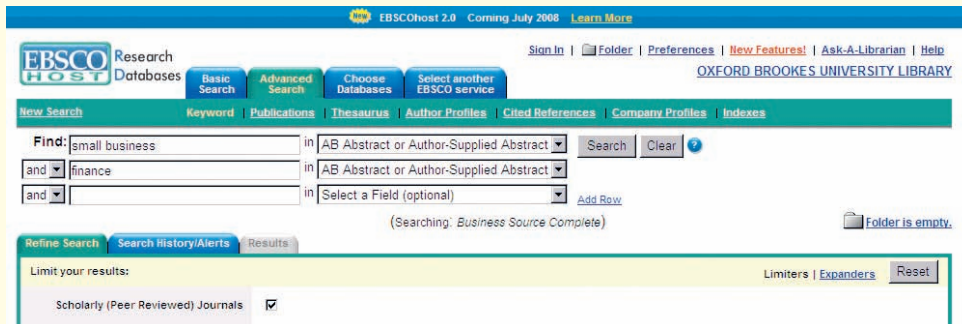 New EBSCOhost 2.0 Coming July 2008 Learn More
Sign In | Folder | Preferences | New Features! | Ask-A-Librarian | Help
EBSCO HOST Research Databases
OXFORD BROOKES UNIVERSITY LIBRARY
Basic Search Advanced Search Choose Databases Select another EBSCO service
New Search Keyword | Publications | Thesaurus | Author Profiles | Cited References | Company Profiles | Indexes
Find: small business in AB Abstract or Author-Supplied Abstract Search Clear ?
and finance in AB Abstract or Author-Supplied Abstract
and in Select a Field (optional) Add Row
(Searching: Business Source Complete) Folder is empty.
Refine Search Search History/Alerts Results
Limit your results: Limiters | Expanders Reset
Scholarly (Peer Reviewed) Journals